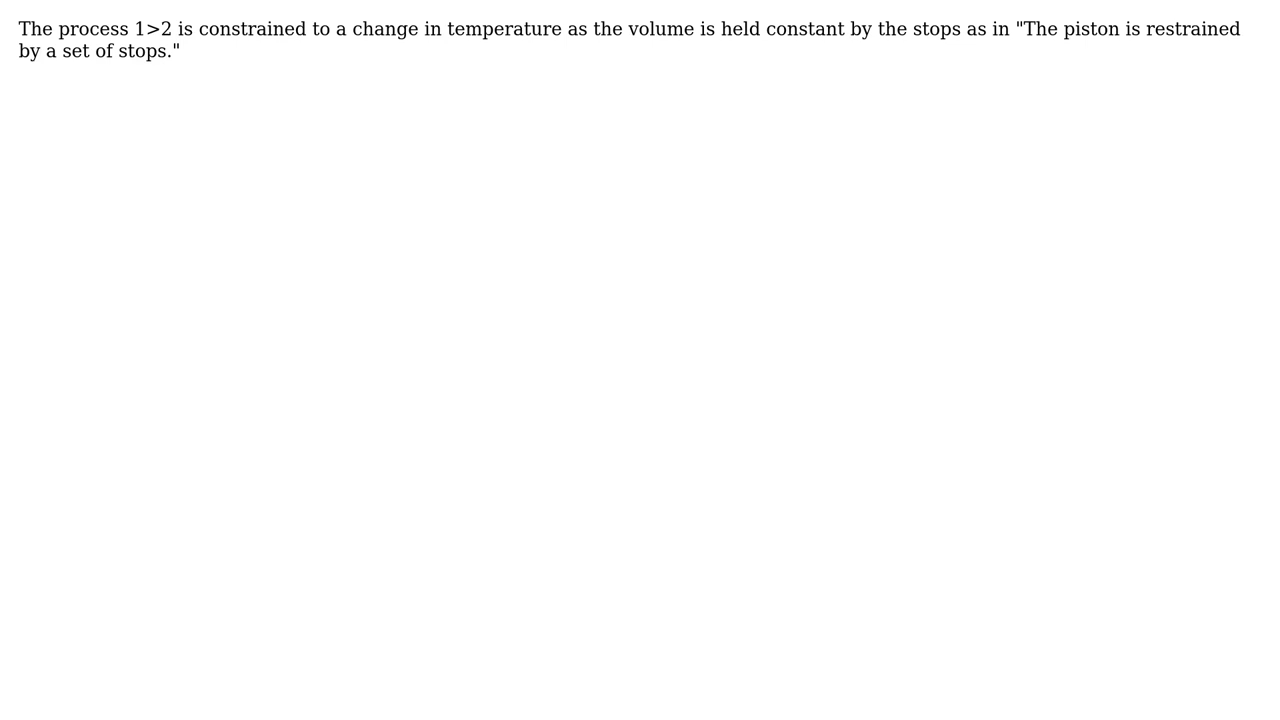 The process 1>2 is constrained to a change in temperature as the volume is held constant by the stops as in "The piston is restrained
by a set of stops."